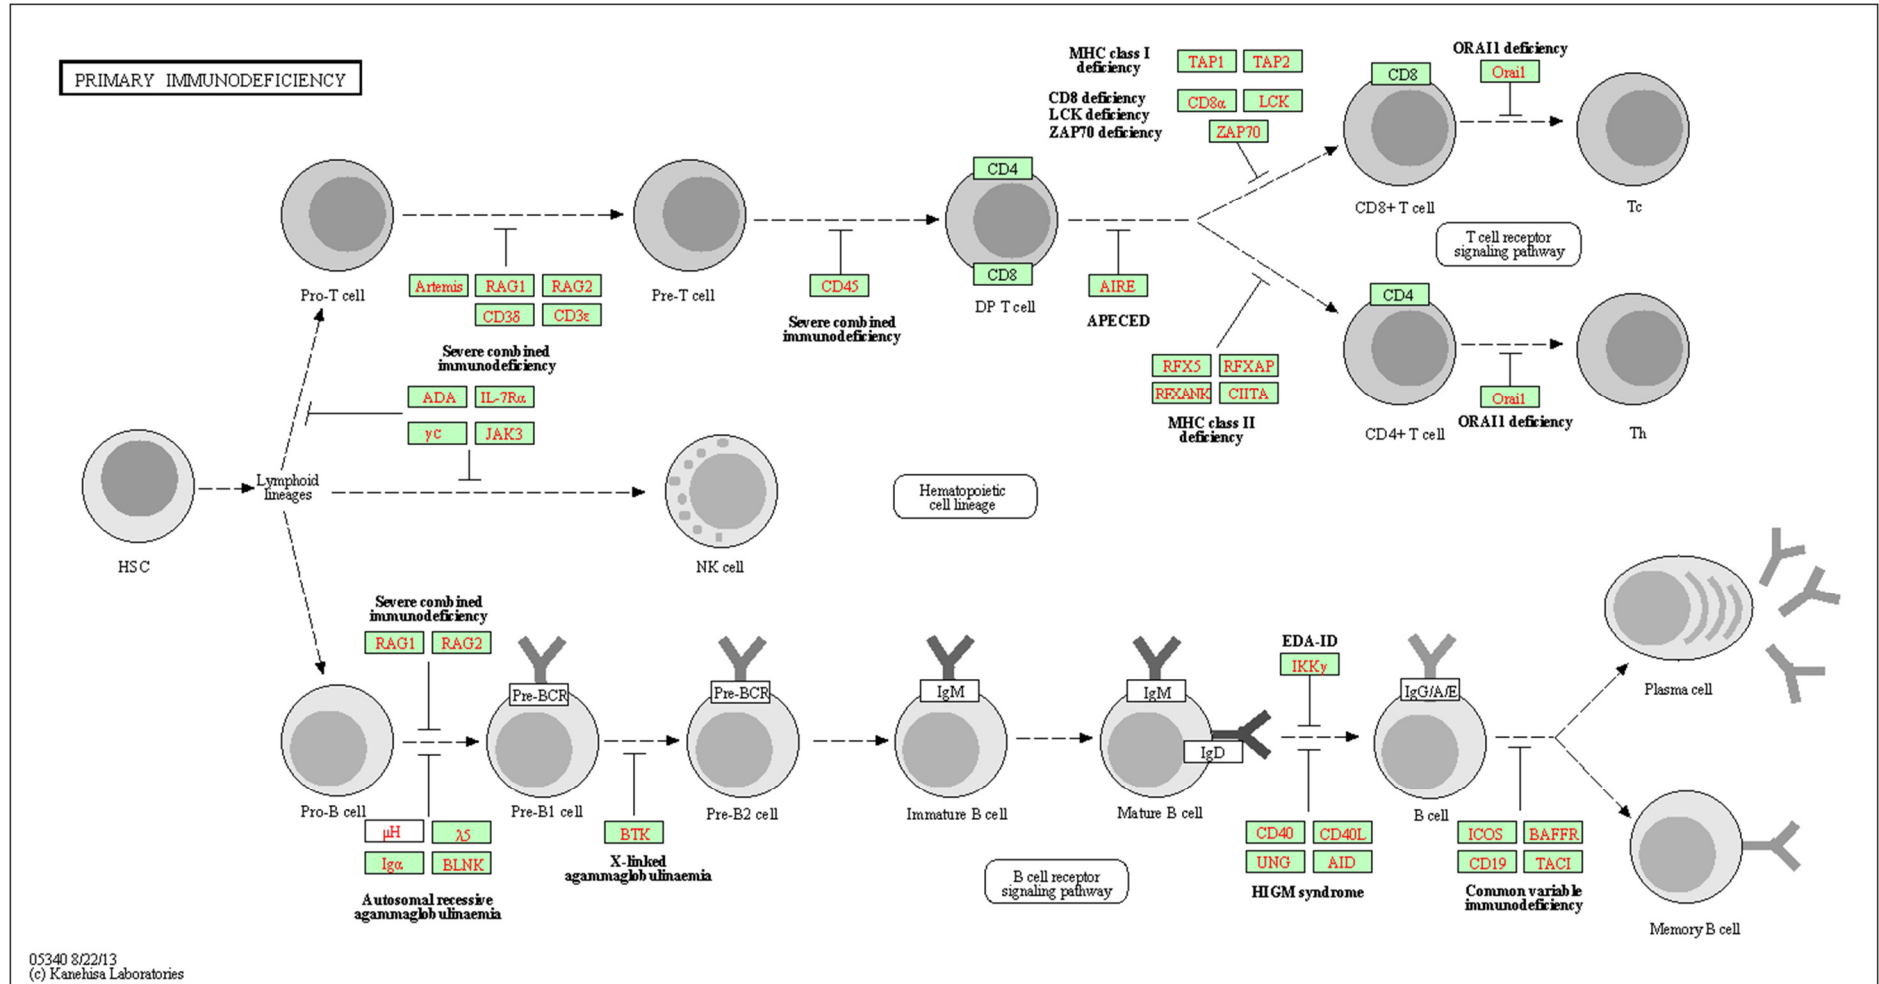 PRIMARY IMMUNODEFICIENCY
MHC class I
deficiency
TAP1 TAP2
CD8 deficiency
LCK deficiency
ZAP70 deficiency
CD8α LCK
ZAP70
CD8
CD8+ T cell
ORAI1 deficiency
Orai1
Tc
T cell receptor
signaling pathway
Pro-T cell
Artemis RAG1 RAG2
CD3δ CD3ε
Severe combined
immunodeficiency
Pre-T cell
CD45
Severe combined
immunodeficiency
CD4
CD8
DP T cell
AIRE
APECED
RFX5 RFXAP
RFXANK CIITA
MHC class II
deficiency
CD4
CD4+ T cell
Orai1
ORAI1 deficiency
Th
ADA IL-7Rα
γc JAK3
HSC
Lymphoid
lineages
NK cell
Hematopoietic
cell lineage
Severe combined
immunodeficiency
RAG1 RAG2
Pro-B cell
μH λ5
Igα BLNK
Autosomal recessive
agammaglobulinaemia
Pre-BCR
Pre-B1 cell
BTK
X-linked
agammaglobulinaemia
Pre-BCR
Pre-B2 cell
IgM
Immature B cell
IgM
IgD
Mature B cell
B cell receptor
signaling pathway
EDA-ID
IKKγ
CD40 CD40L
UNG AID
HIGM syndrome
IgG/A/E
B cell
ICOS BAFFR
CD19 TACI
Common variable
immunodeficiency
Plasma cell
Memory B cell
05340 8/22/13
(c) Kanehisa Laboratories